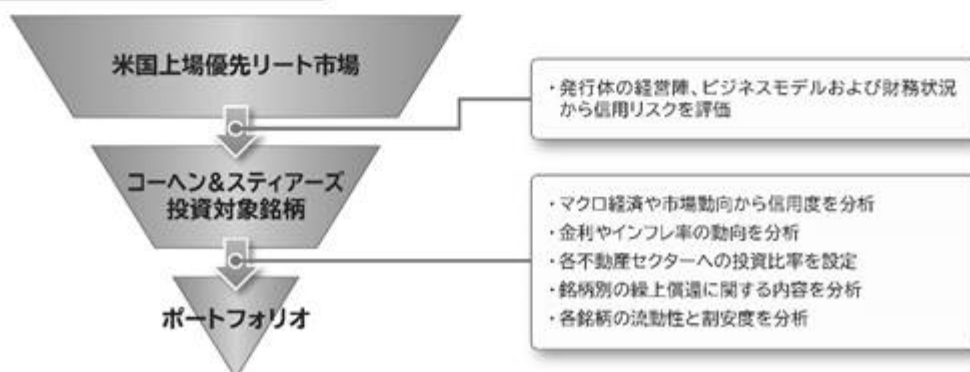 米国上場優先リート市場
・発行体の経営陣、ビジネスモデルおよび財務状況
から信用リスクを評価
コーヘン&スティアーズ
投資対象銘柄
・マクロ経済や市場動向から信用度を分析
・金利やインフレ率の動向を分析
・各不動産セクターへの投資比率を設定
・銘柄別の繰上償還に関する内容を分析
・各銘柄の流動性と割安度を分析
ポートフォリオ